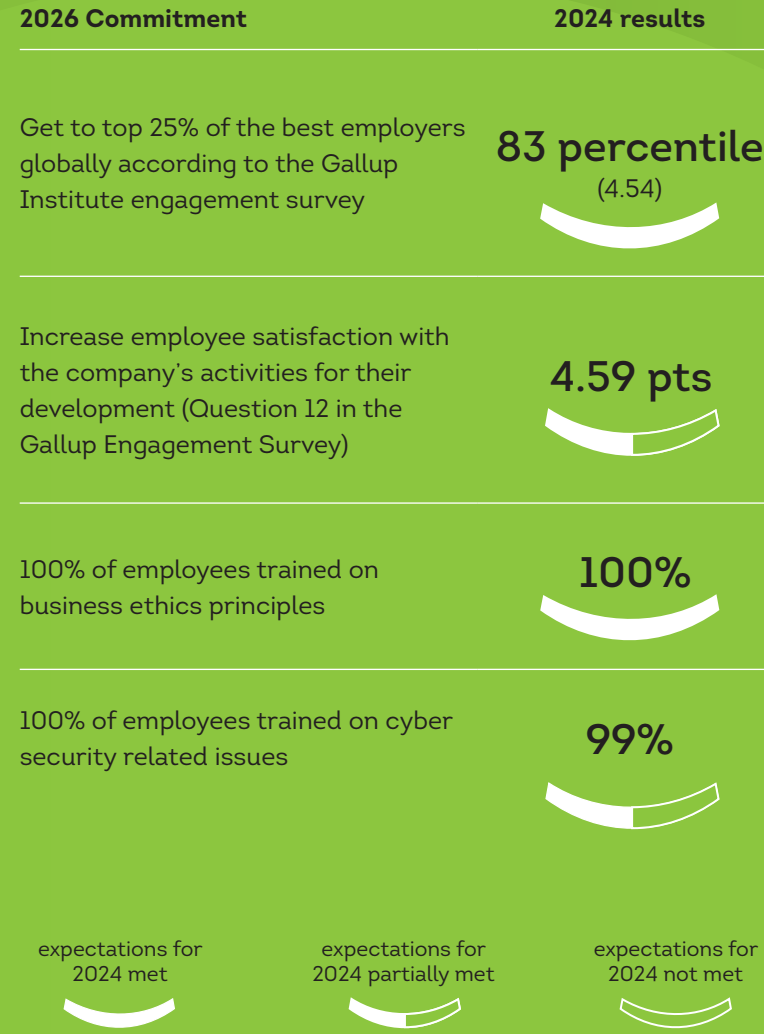 2026 Commitment
2024 results
Get to top 25% of the best employers
globally according to the Gallup
Institute engagement survey
83 percentile
(4.54)
Increase employee satisfaction with
the company's activities for their
development (Question 12 in the
Gallup Engagement Survey)
4.59 pts
100% of employees trained on
business ethics principles
100%
100% of employees trained on cyber
security related issues
99%
expectations for
2024 met
expectations for
2024 partially met
expectations for
2024 not met